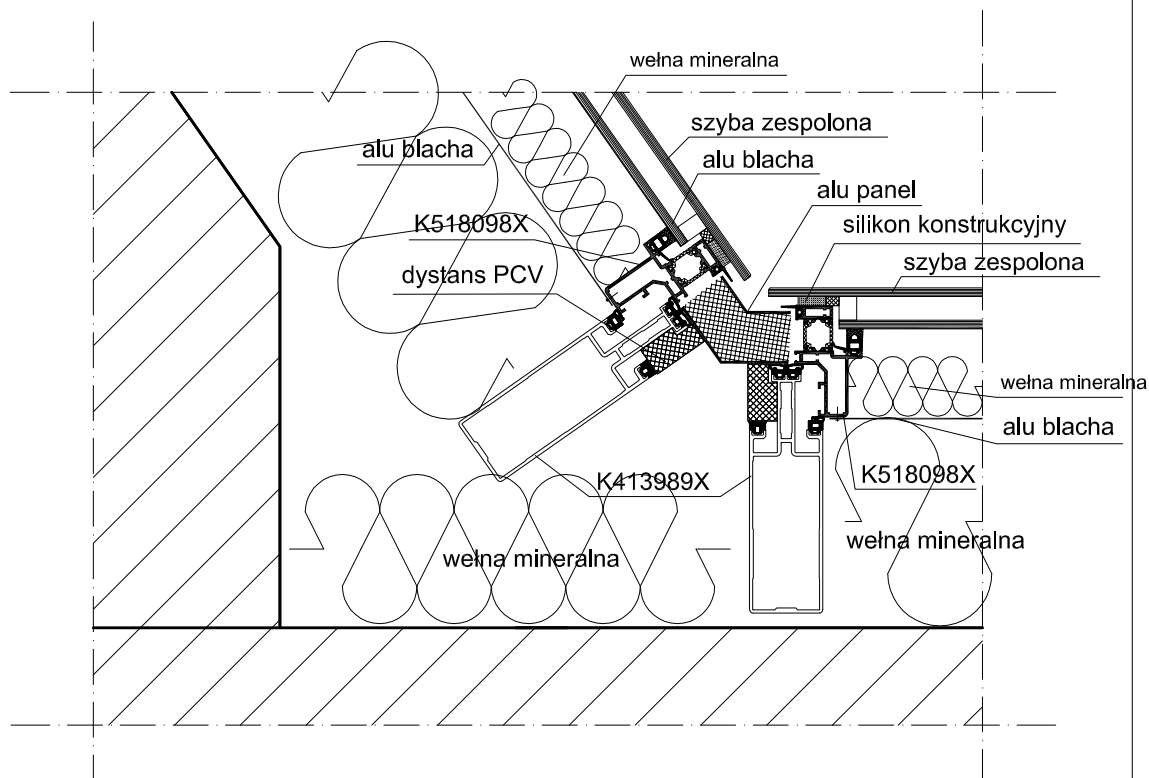 wełna mineralna
szyba zespolona
alu blacha
alu blacha
alu panel
K518098X
silikon konstrukcyjny
dystans PCV
szyba zespolona
wełna mineralna
alu blacha
K413989X
K518098X
wełna mineralna
wełna mineralna